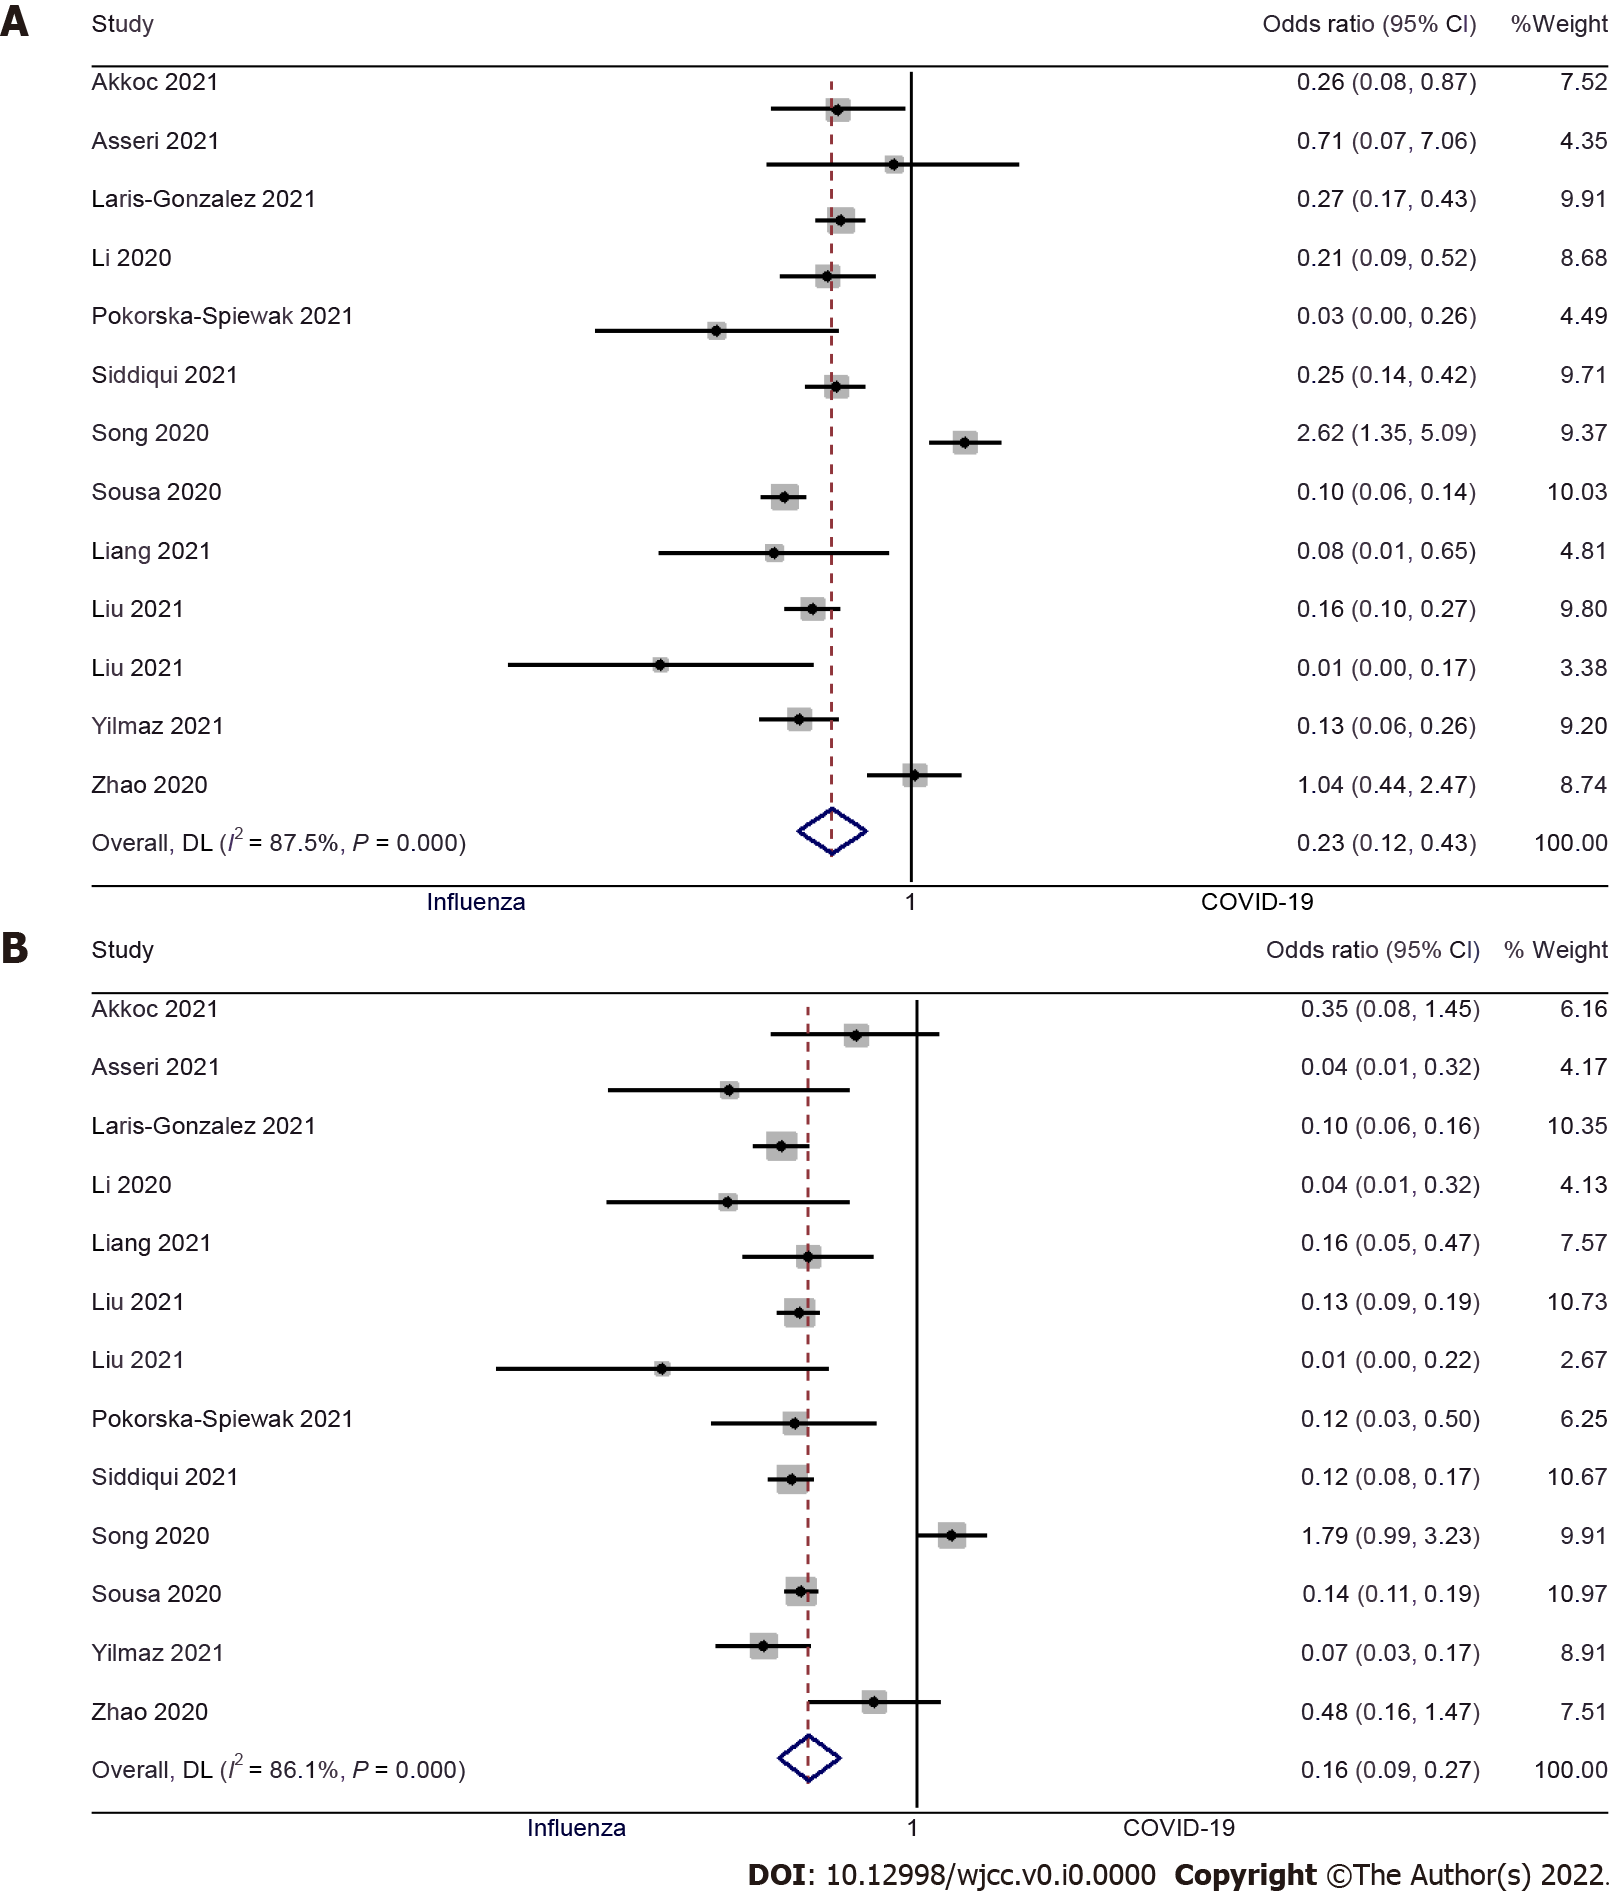 A
Study Odds ratio (95% CI) %Weight
Akkoc 2021 0.26 (0.08, 0.87) 7.52
Asseri 2021 0.71 (0.07, 7.06) 4.35
Laris-Gonzalez 2021 0.27 (0.17, 0.43) 9.91
Li 2020 0.21 (0.09, 0.52) 8.68
Pokorska-Spiewak 2021 0.03 (0.00, 0.26) 4.49
Siddiqui 2021 0.25 (0.14, 0.42) 9.71
Song 2020 2.62 (1.35, 5.09) 9.37
Sousa 2020 0.10 (0.06, 0.14) 10.03
Liang 2021 0.08 (0.01, 0.65) 4.81
Liu 2021 0.16 (0.10, 0.27) 9.80
Liu 2021 0.01 (0.00, 0.17) 3.38
Yilmaz 2021 0.13 (0.06, 0.26) 9.20
Zhao 2020 1.04 (0.44, 2.47) 8.74
Overall, DL (I² = 87.5%, P = 0.000) 0.23 (0.12, 0.43) 100.00
Influenza 1 COVID-19
B
Study Odds ratio (95% CI) % Weight
Akkoc 2021 0.35 (0.08, 1.45) 6.16
Asseri 2021 0.04 (0.01, 0.32) 4.17
Laris-Gonzalez 2021 0.10 (0.06, 0.16) 10.35
Li 2020 0.04 (0.01, 0.32) 4.13
Liang 2021 0.16 (0.05, 0.47) 7.57
Liu 2021 0.13 (0.09, 0.19) 10.73
Liu 2021 0.01 (0.00, 0.22) 2.67
Pokorska-Spiewak 2021 0.12 (0.03, 0.50) 6.25
Siddiqui 2021 0.12 (0.08, 0.17) 10.67
Song 2020 1.79 (0.99, 3.23) 9.91
Sousa 2020 0.14 (0.11, 0.19) 10.97
Yilmaz 2021 0.07 (0.03, 0.17) 8.91
Zhao 2020 0.48 (0.16, 1.47) 7.51
Overall, DL (I² = 86.1%, P = 0.000) 0.16 (0.09, 0.27) 100.00
Influenza 1 COVID-19
DOI: 10.12998/wjcc.v0.i0.0000 Copyright ©The Author(s) 2022.